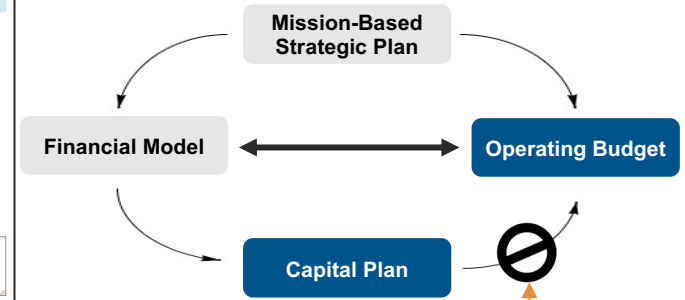 Mission-Based
Strategic Plan
Financial Model
Operating Budget
Capital Plan